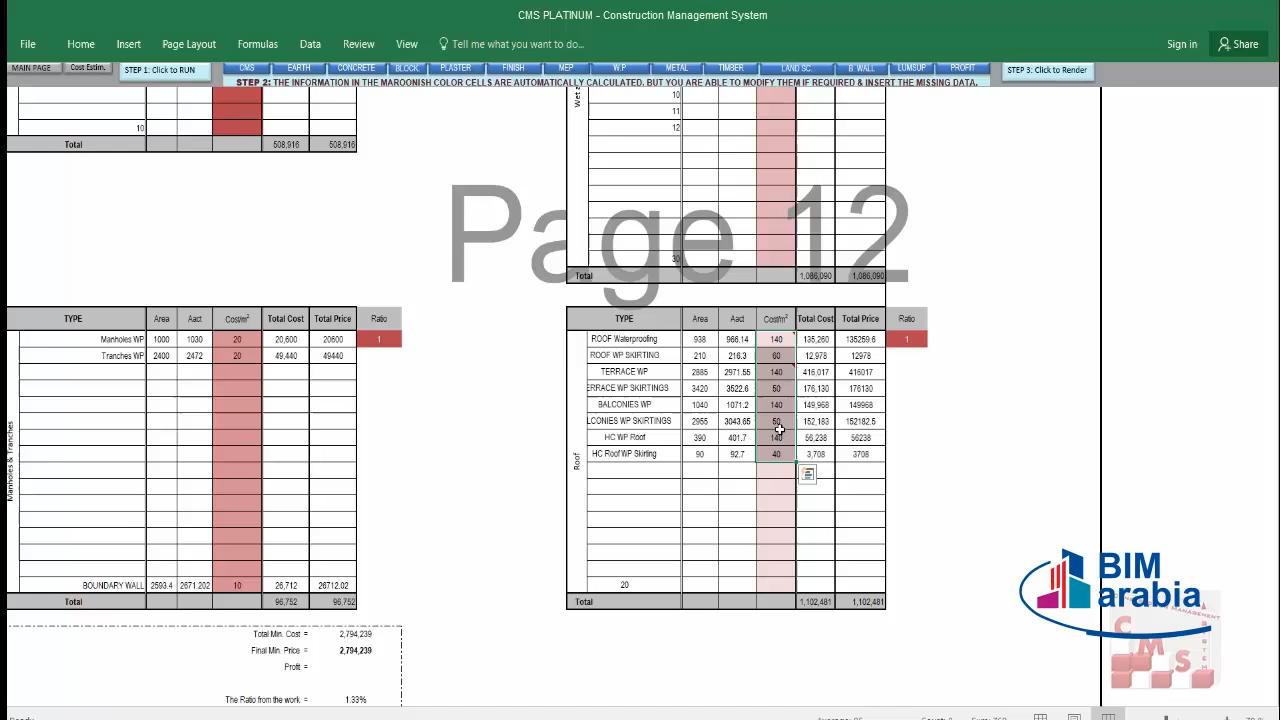 CMS PLATINUM - Construction Management System
File Home Insert Page Layout Formulas Data Review View Tell me what you want to do... Sign in Share
MAIN PAGE Cost Estim. STEP 1: Click to RUN CMS EARTH CONCRETE BLOCK. PLASTER FINISH MEP W.P METAL TIMBER LAND SC. B. WALL LUMSUP PROFIT STEP 3: Click to Render
STEP 2: THE INFORMATION IN THE MAROONISH COLOR CELLS ARE AUTOMATICALLY CALCULATED. BUT YOU ARE ABLE TO MODIFY THEM IF REQUIRED & INSERT THE MISSING DATA.
10
Total 508,916 508,916
Wet
10
11
12
30
Total 1,086,090 1,086,090
Page 12
TYPE Area Aact Cost/m² Total Cost Total Price Ratio
Manholes WP 1000 1030 20 20,600 20600 1
Tranches WP 2400 2472 20 49,440 49440
Manholes & Tranches
BOUNDARY WALL 2593.4 2671.202 10 26,712 26712.02
Total 96,752 96,752
TYPE Area Aact Cost/m² Total Cost Total Price Ratio
ROOF Waterproofing 938 966.14 140 135,260 135259.6 1
ROOF WP SKIRTING 210 216.3 60 12,978 12978
TERRACE WP 2885 2971.55 140 416,017 416017
ERRACE WP SKIRTINGS 3420 3522.6 50 176,130 176130
BALCONIES WP 1040 1071.2 140 149,968 149968
LCONIES WP SKIRTINGS 2955 3043.65 50 152,183 152182.5
HC WP Roof 390 401.7 140 56,238 56238
HC Roof WP Skirting 90 92.7 40 3,708 3708
Roof
20
Total 1,102,481 1,102,481
Total Min. Cost = 2,794,239
Final Min. Price = 2,794,239
Profit =
The Ratio from the work = 1.33%
BIM
arabia
CMS